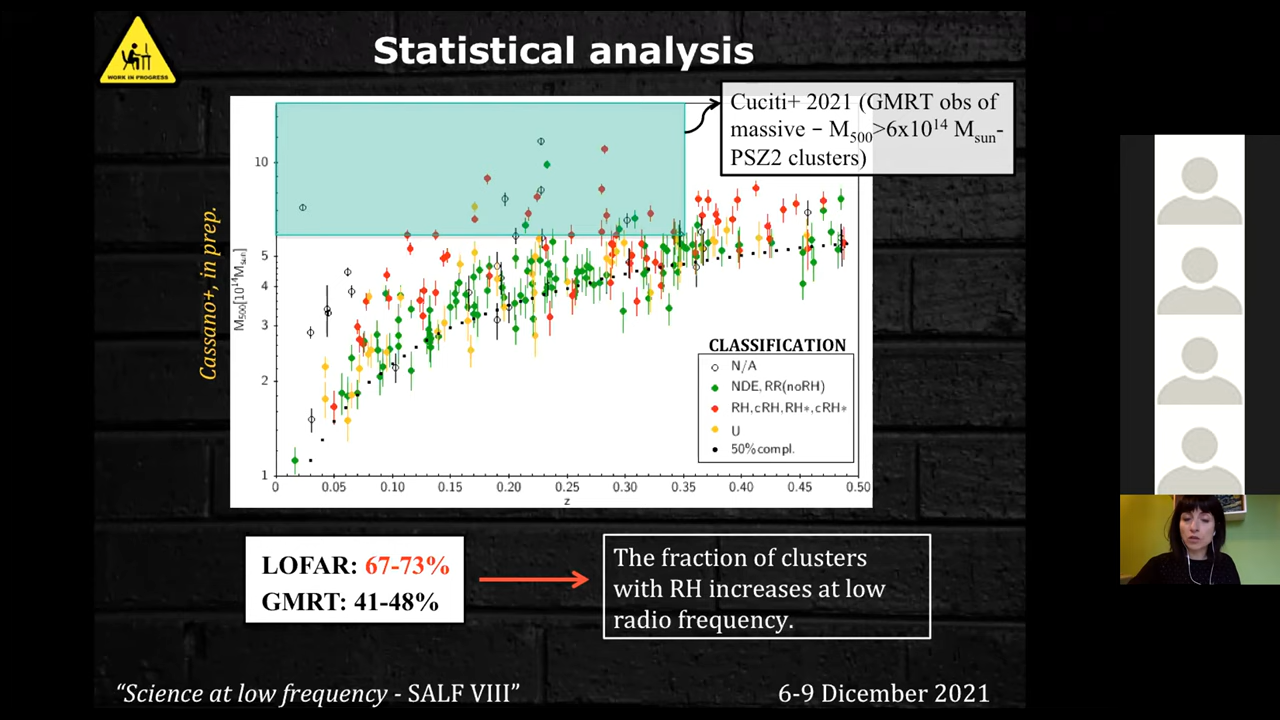 WORK IN PROGRESS
Statistical analysis
Cuciti+ 2021 (GMRT obs of
massive – M500>6x10^14 Msun-
PSZ2 clusters)
Cassano+, in prep.
M500[10^14Msun]
10
5
4
3
2
1
CLASSIFICATION
N/A
NDE, RR(noRH)
RH,cRH,RH*,cRH*
U
50%compl.
0 0.05 0.10 0.15 0.20 0.25 0.30 0.35 0.40 0.45 0.50
z
LOFAR: 67-73%
GMRT: 41-48%
The fraction of clusters
with RH increases at low
radio frequency.
“Science at low frequency - SALF VIII”
6-9 Dicember 2021